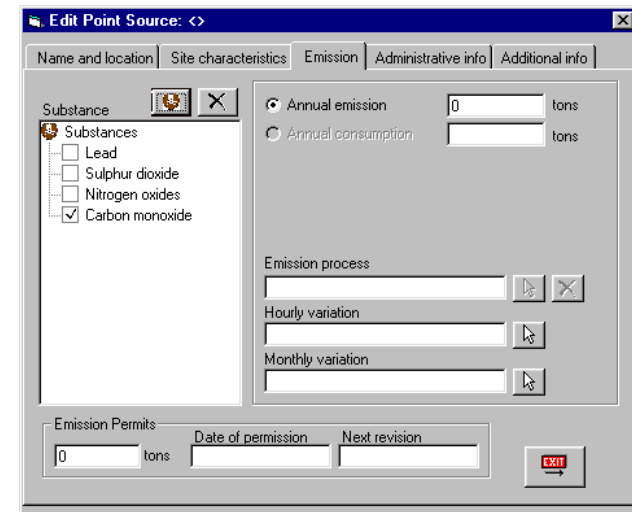 Edit Point Source: <>
Name and location Site characteristics Emission Administrative info Additional info
Substance
Substances
Lead
Sulphur dioxide
Nitrogen oxides
Carbon monoxide
Annual emission 0 tons
Annual consumption tons
Emission process
Hourly variation
Monthly variation
Emission Permits
Date of permission Next revision
0 tons
EXIT